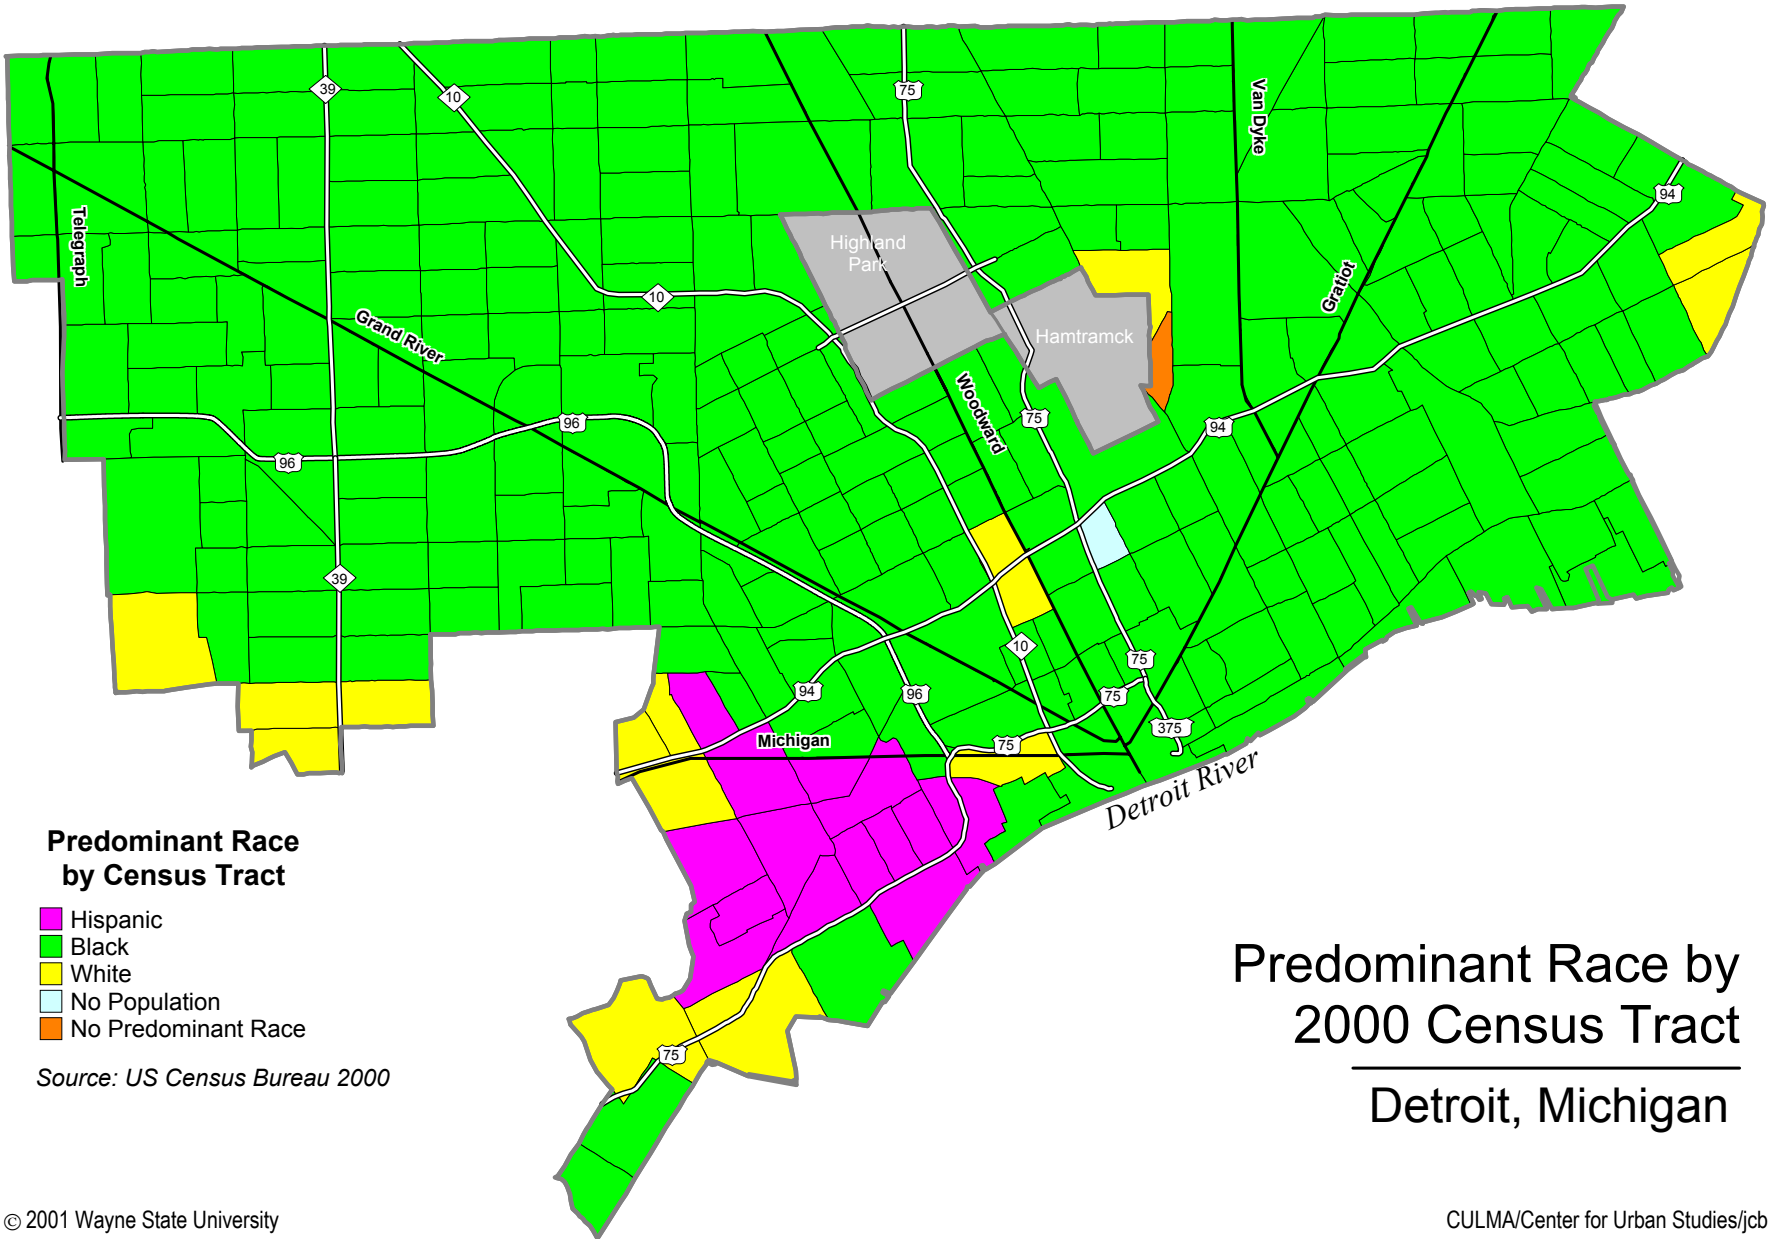 39
10
75
Van Dyke
94
Telegraph
Highland
Park
10
Gratiot
Grand River
Hamtramck
Woodward
75
96
94
96
39
10
75
94
96
75
375
Michigan
75
Detroit River
75
Predominant Race
by Census Tract
Hispanic
Black
White
No Population
No Predominant Race
Source: US Census Bureau 2000
Predominant Race by
2000 Census Tract
Detroit, Michigan
© 2001 Wayne State University
CULMA/Center for Urban Studies/jcb